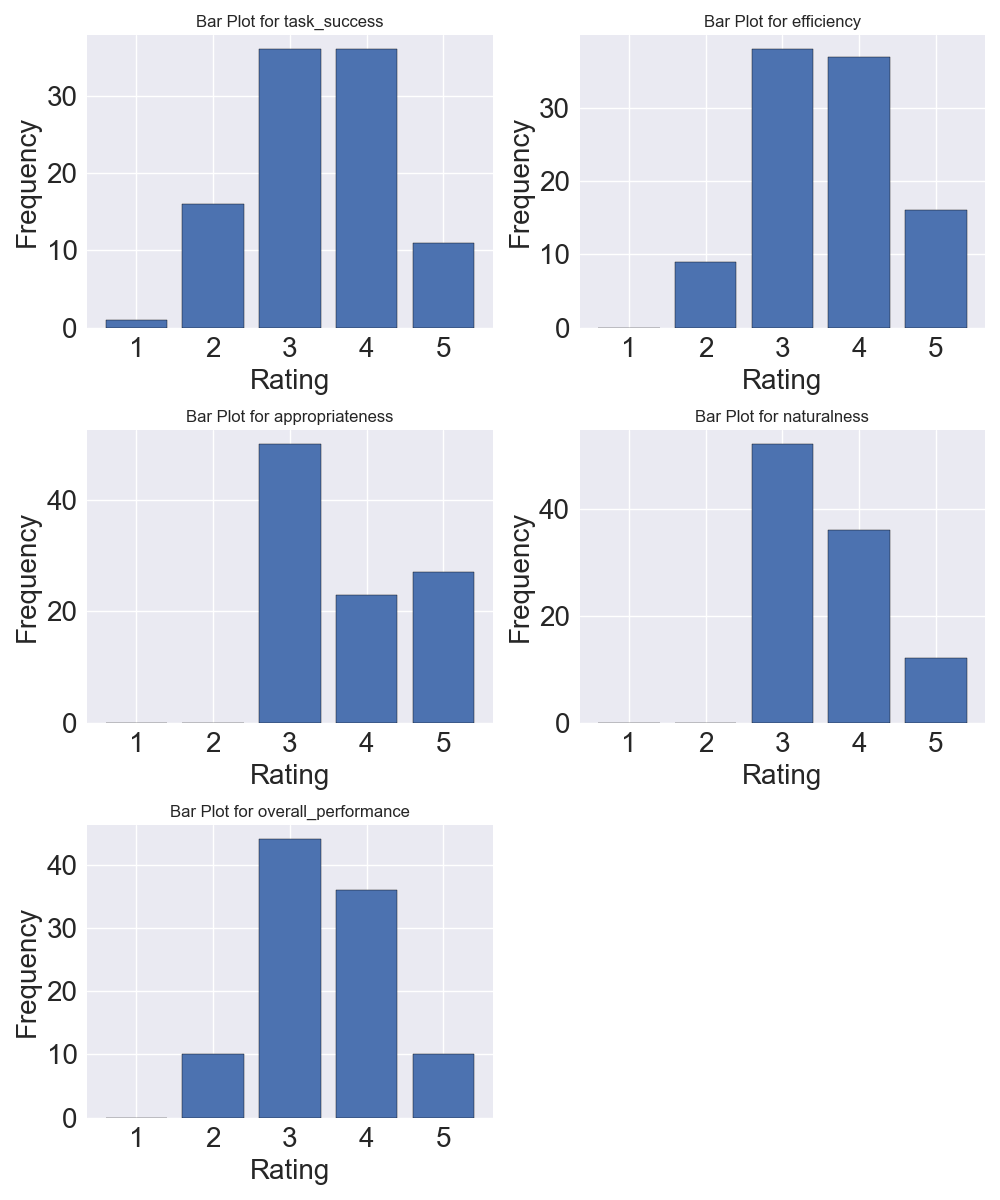 Bar Plot for task_success
Frequency
30
20
10
0
1 2 3 4 5
Rating
Bar Plot for efficiency
Frequency
30
20
10
0
1 2 3 4 5
Rating
Bar Plot for appropriateness
Frequency
40
20
0
1 2 3 4 5
Rating
Bar Plot for naturalness
Frequency
40
20
0
1 2 3 4 5
Rating
Bar Plot for overall_performance
Frequency
40
30
20
10
0
1 2 3 4 5
Rating